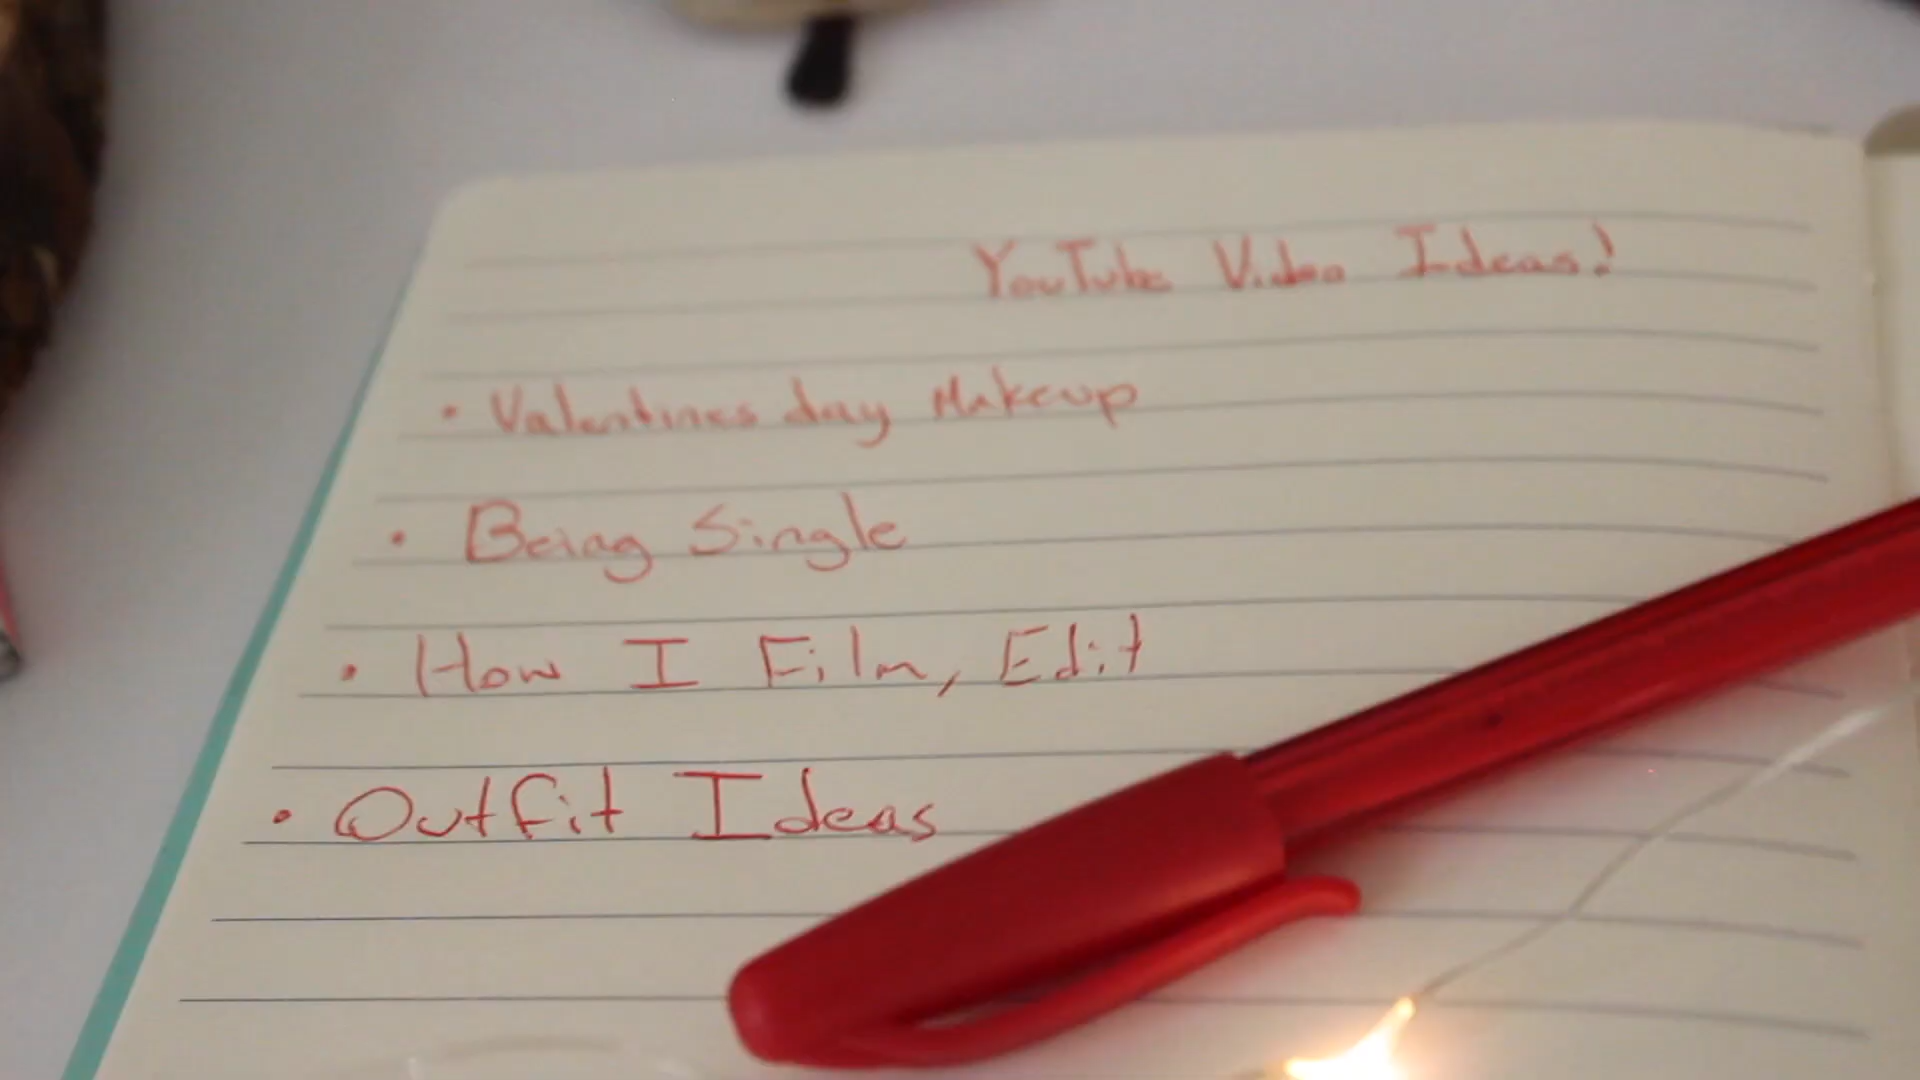 YouTube Video Ideas!
• Valentines day Makeup
• Being Single
• How I Film, Edit
• Outfit Ideas